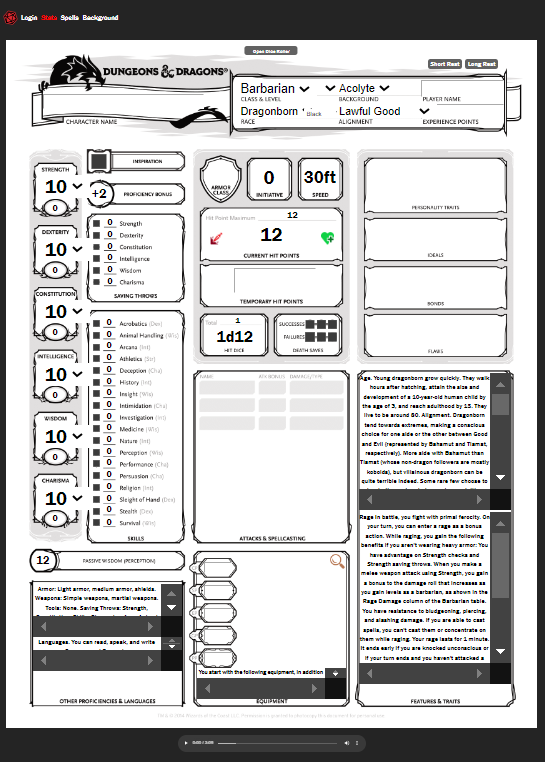 Login Stats Spells Background
Open Dice Roller
Short Rest Long Rest
DUNGEONS & DRAGONS®
Barbarian Acolyte
CLASS & LEVEL BACKGROUND PLAYER NAME
Dragonborn Black Lawful Good
RACE ALIGNMENT EXPERIENCE POINTS
CHARACTER NAME
STRENGTH
10
0
DEXTERITY
10
0
CONSTITUTION
10
0
INTELLIGENCE
10
0
WISDOM
10
0
CHARISMA
10
0
INSPIRATION
+2 PROFICIENCY BONUS
0 Strength
0 Dexterity
0 Constitution
0 Intelligence
0 Wisdom
0 Charisma
SAVING THROWS
0 Acrobatics (Dex)
0 Animal Handling (Wis)
0 Arcana (Int)
0 Athletics (Str)
0 Deception (Cha)
0 History (Int)
0 Insight (Wis)
0 Intimidation (Cha)
0 Investigation (Int)
0 Medicine (Wis)
0 Nature (Int)
0 Perception (Wis)
0 Performance (Cha)
0 Persuasion (Cha)
0 Religion (Int)
0 Sleight of Hand (Dex)
0 Stealth (Dex)
0 Survival (Wis)
SKILLS
12 PASSIVE WISDOM (PERCEPTION)
Armor: Light armor, medium armor, shields.
Weapons: Simple weapons, martial weapons.
Tools: None. Saving Throws: Strength,
Languages. You can read, speak, and write
OTHER PROFICIENCIES & LANGUAGES
ARMOR
CLASS
0
INITIATIVE
30ft
SPEED
Hit Point Maximum 12
12
CURRENT HIT POINTS
TEMPORARY HIT POINTS
Total 1
1d12
HIT DICE
SUCCESSES
FAILURES
DEATH SAVES
NAME ATK BONUS DAMAGE/TYPE
ATTACKS & SPELLCASTING
You start with the following equipment, in addition
EQUIPMENT
PERSONALITY TRAITS
IDEALS
BONDS
FLAWS
Age. Young dragonborn grow quickly. They walk
hours after hatching, attain the size and
development of a 10-year-old human child by
the age of 3, and reach adulthood by 15. They
live to be around 80. Alignment. Dragonborn
tend towards extremes, making a conscious
choice for one side or the other between Good
and Evil (represented by Bahamut and Tiamat,
respectively). More side with Bahamut than
Tiamat (whose non-dragon followers are mostly
kobolds), but villainous dragonborn can be
quite terrible indeed. Some rare few choose to
Rage In battle, you fight with primal ferocity. On
your turn, you can enter a rage as a bonus
action. While raging, you gain the following
benefits if you aren't wearing heavy armor: You
have advantage on Strength checks and
Strength saving throws. When you make a
melee weapon attack using Strength, you gain
a bonus to the damage roll that increases as
you gain levels as a barbarian, as shown in the
Rage Damage column of the Barbarian table.
You have resistance to bludgeoning, piercing,
and slashing damage. If you are able to cast
spells, you can't cast them or concentrate on
them while raging. Your rage lasts for 1 minute.
It ends early if you are knocked unconscious or
if your turn ends and you haven't attacked a
FEATURES & TRAITS